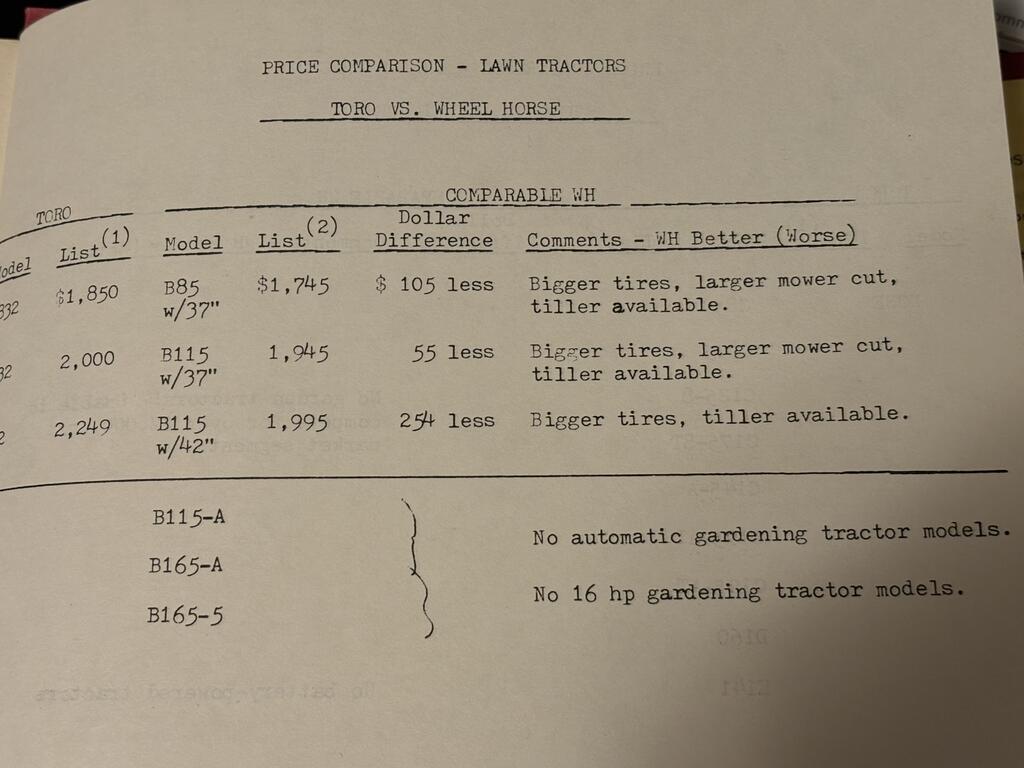 PRICE COMPARISON - LAWN TRACTORS
TORO VS. WHEEL HORSE
TORO
COMPARABLE WH
List(1) Model List(2) Dollar Difference Comments - WH Better (Worse)
$1,850 B85 $1,745 $ 105 less Bigger tires, larger mower cut,
w/37" tiller available.
2,000 B115 1,945 55 less Bigger tires, larger mower cut,
w/37" tiller available.
2,249 B115 1,995 254 less Bigger tires, tiller available.
w/42"
B115-A
No automatic gardening tractor models.
B165-A
No 16 hp gardening tractor models.
B165-5